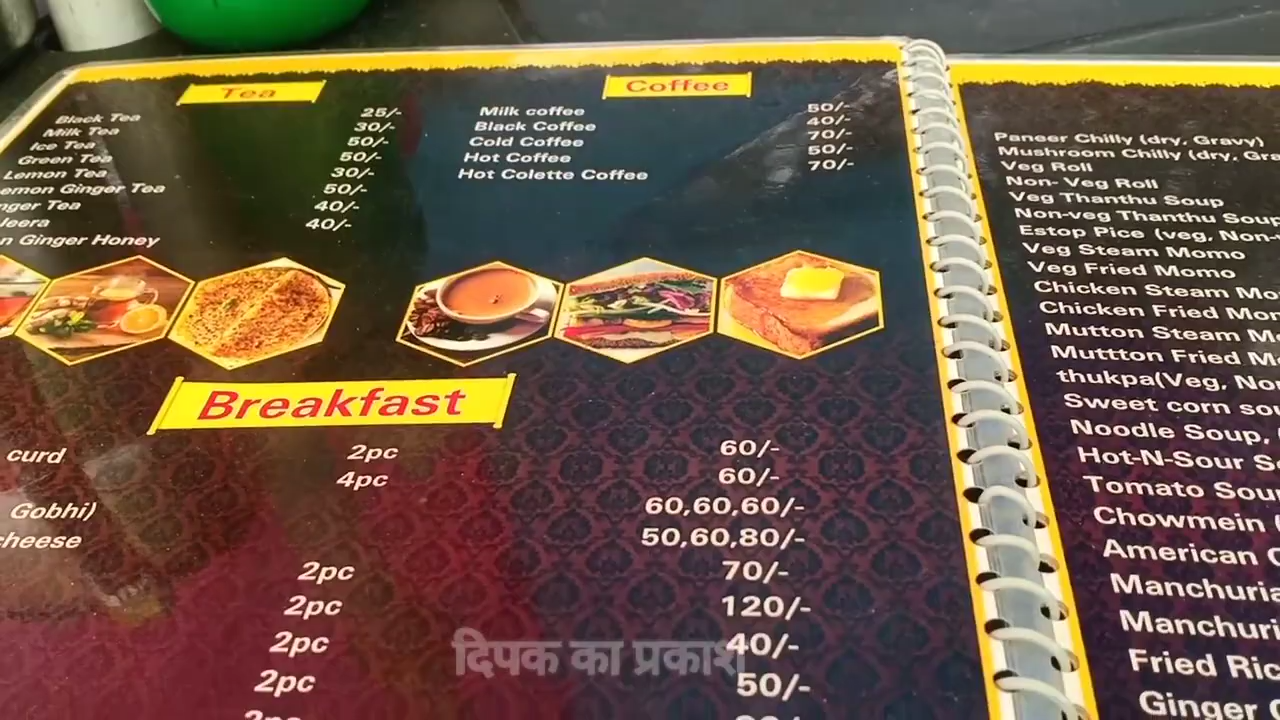 Tea
Black Tea 25/-
Milk Tea 30/-
Ice Tea 50/-
Green Tea 50/-
Lemon Tea 30/-
emon Ginger Tea 50/-
nger Tea 40/-
Jeera 40/-
n Ginger Honey
Coffee
Milk coffee 50/-
Black Coffee 40/-
Cold Coffee 70/-
Hot Coffee 50/-
Hot Colette Coffee 70/-
Breakfast
curd 2pc 60/-
4pc 60/-
Gobhi) 60,60,60/-
cheese 50,60,80/-
2pc 70/-
2pc 120/-
2pc 40/-
2pc 50/-
दिपक का प्रकाश
Paneer Chilly (dry, Gravy)
Mushroom Chilly (dry, Gra
Veg Roll
Non- Veg Roll
Veg Thanthu Soup
Non-veg Thanthu Soup
Estop Pice (veg, Non-
Veg Steam Momo
Veg Fried Momo
Chicken Steam Mo
Chicken Fried Mom
Mutton Steam Mo
Muttton Fried Mo
thukpa(Veg, Non
Sweet corn sou
Noodle Soup,
Hot-N-Sour So
Tomato Soup
Chowmein
American C
Manchuria
Manchuri
Fried Ric
Ginger